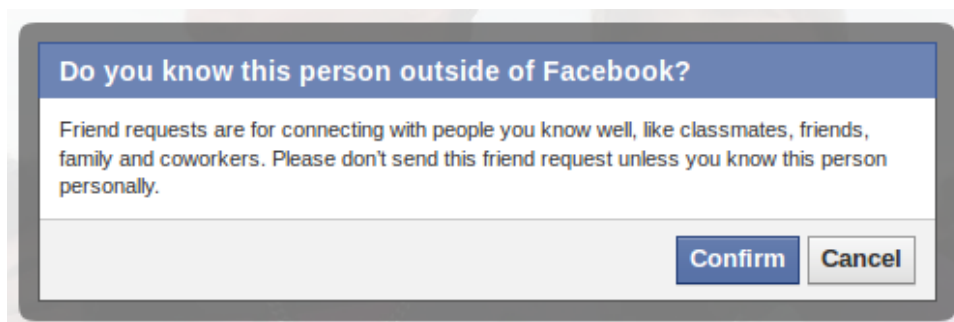 Do you know this person outside of Facebook?
Friend requests are for connecting with people you know well, like classmates, friends,
family and coworkers. Please don't send this friend request unless you know this person
personally.
Confirm Cancel